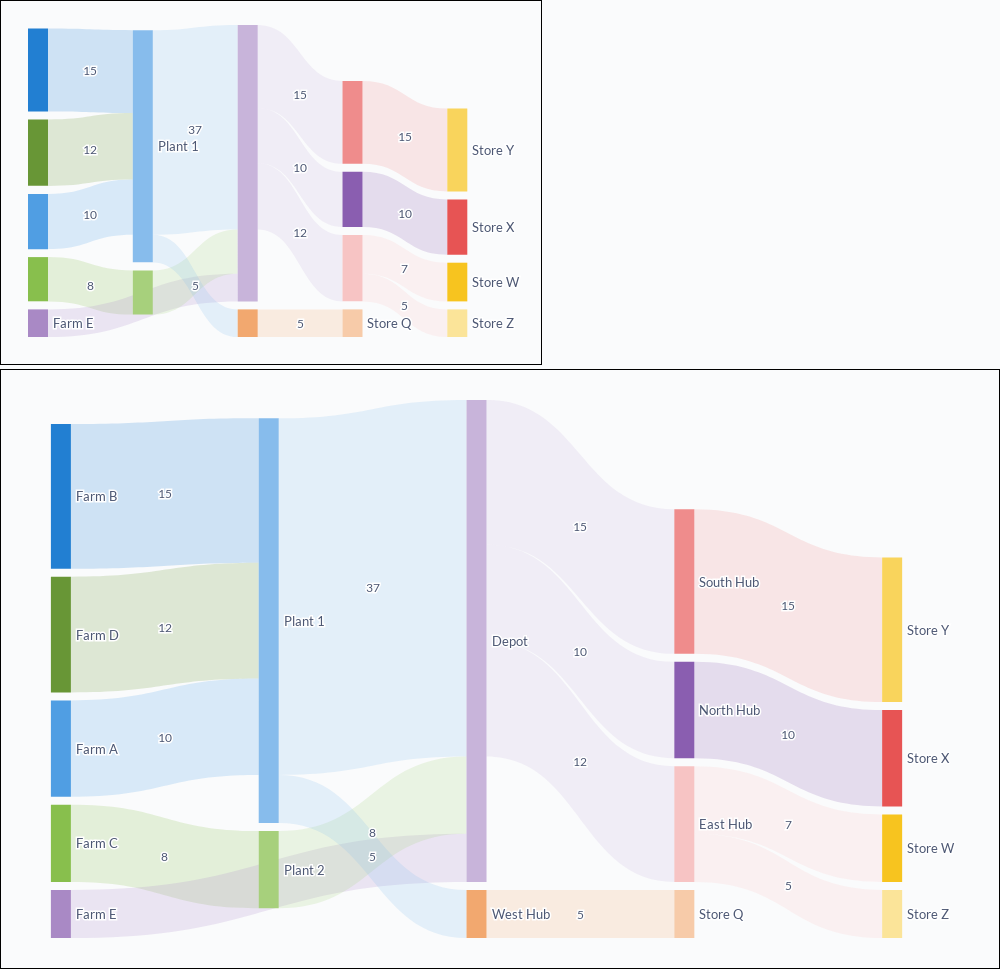 15
12
10
8
Farm E
Plant 1
37
5
15
10
12
5
Store Q
15
10
7
5
Store Y
Store X
Store W
Store Z
Farm B
15
Farm D
12
Farm A
10
Farm C
8
Farm E
Plant 1
Plant 2
37
8
5
Depot
West Hub
15
10
12
5
South Hub
North Hub
East Hub
Store Q
15
10
7
5
Store Y
Store X
Store W
Store Z